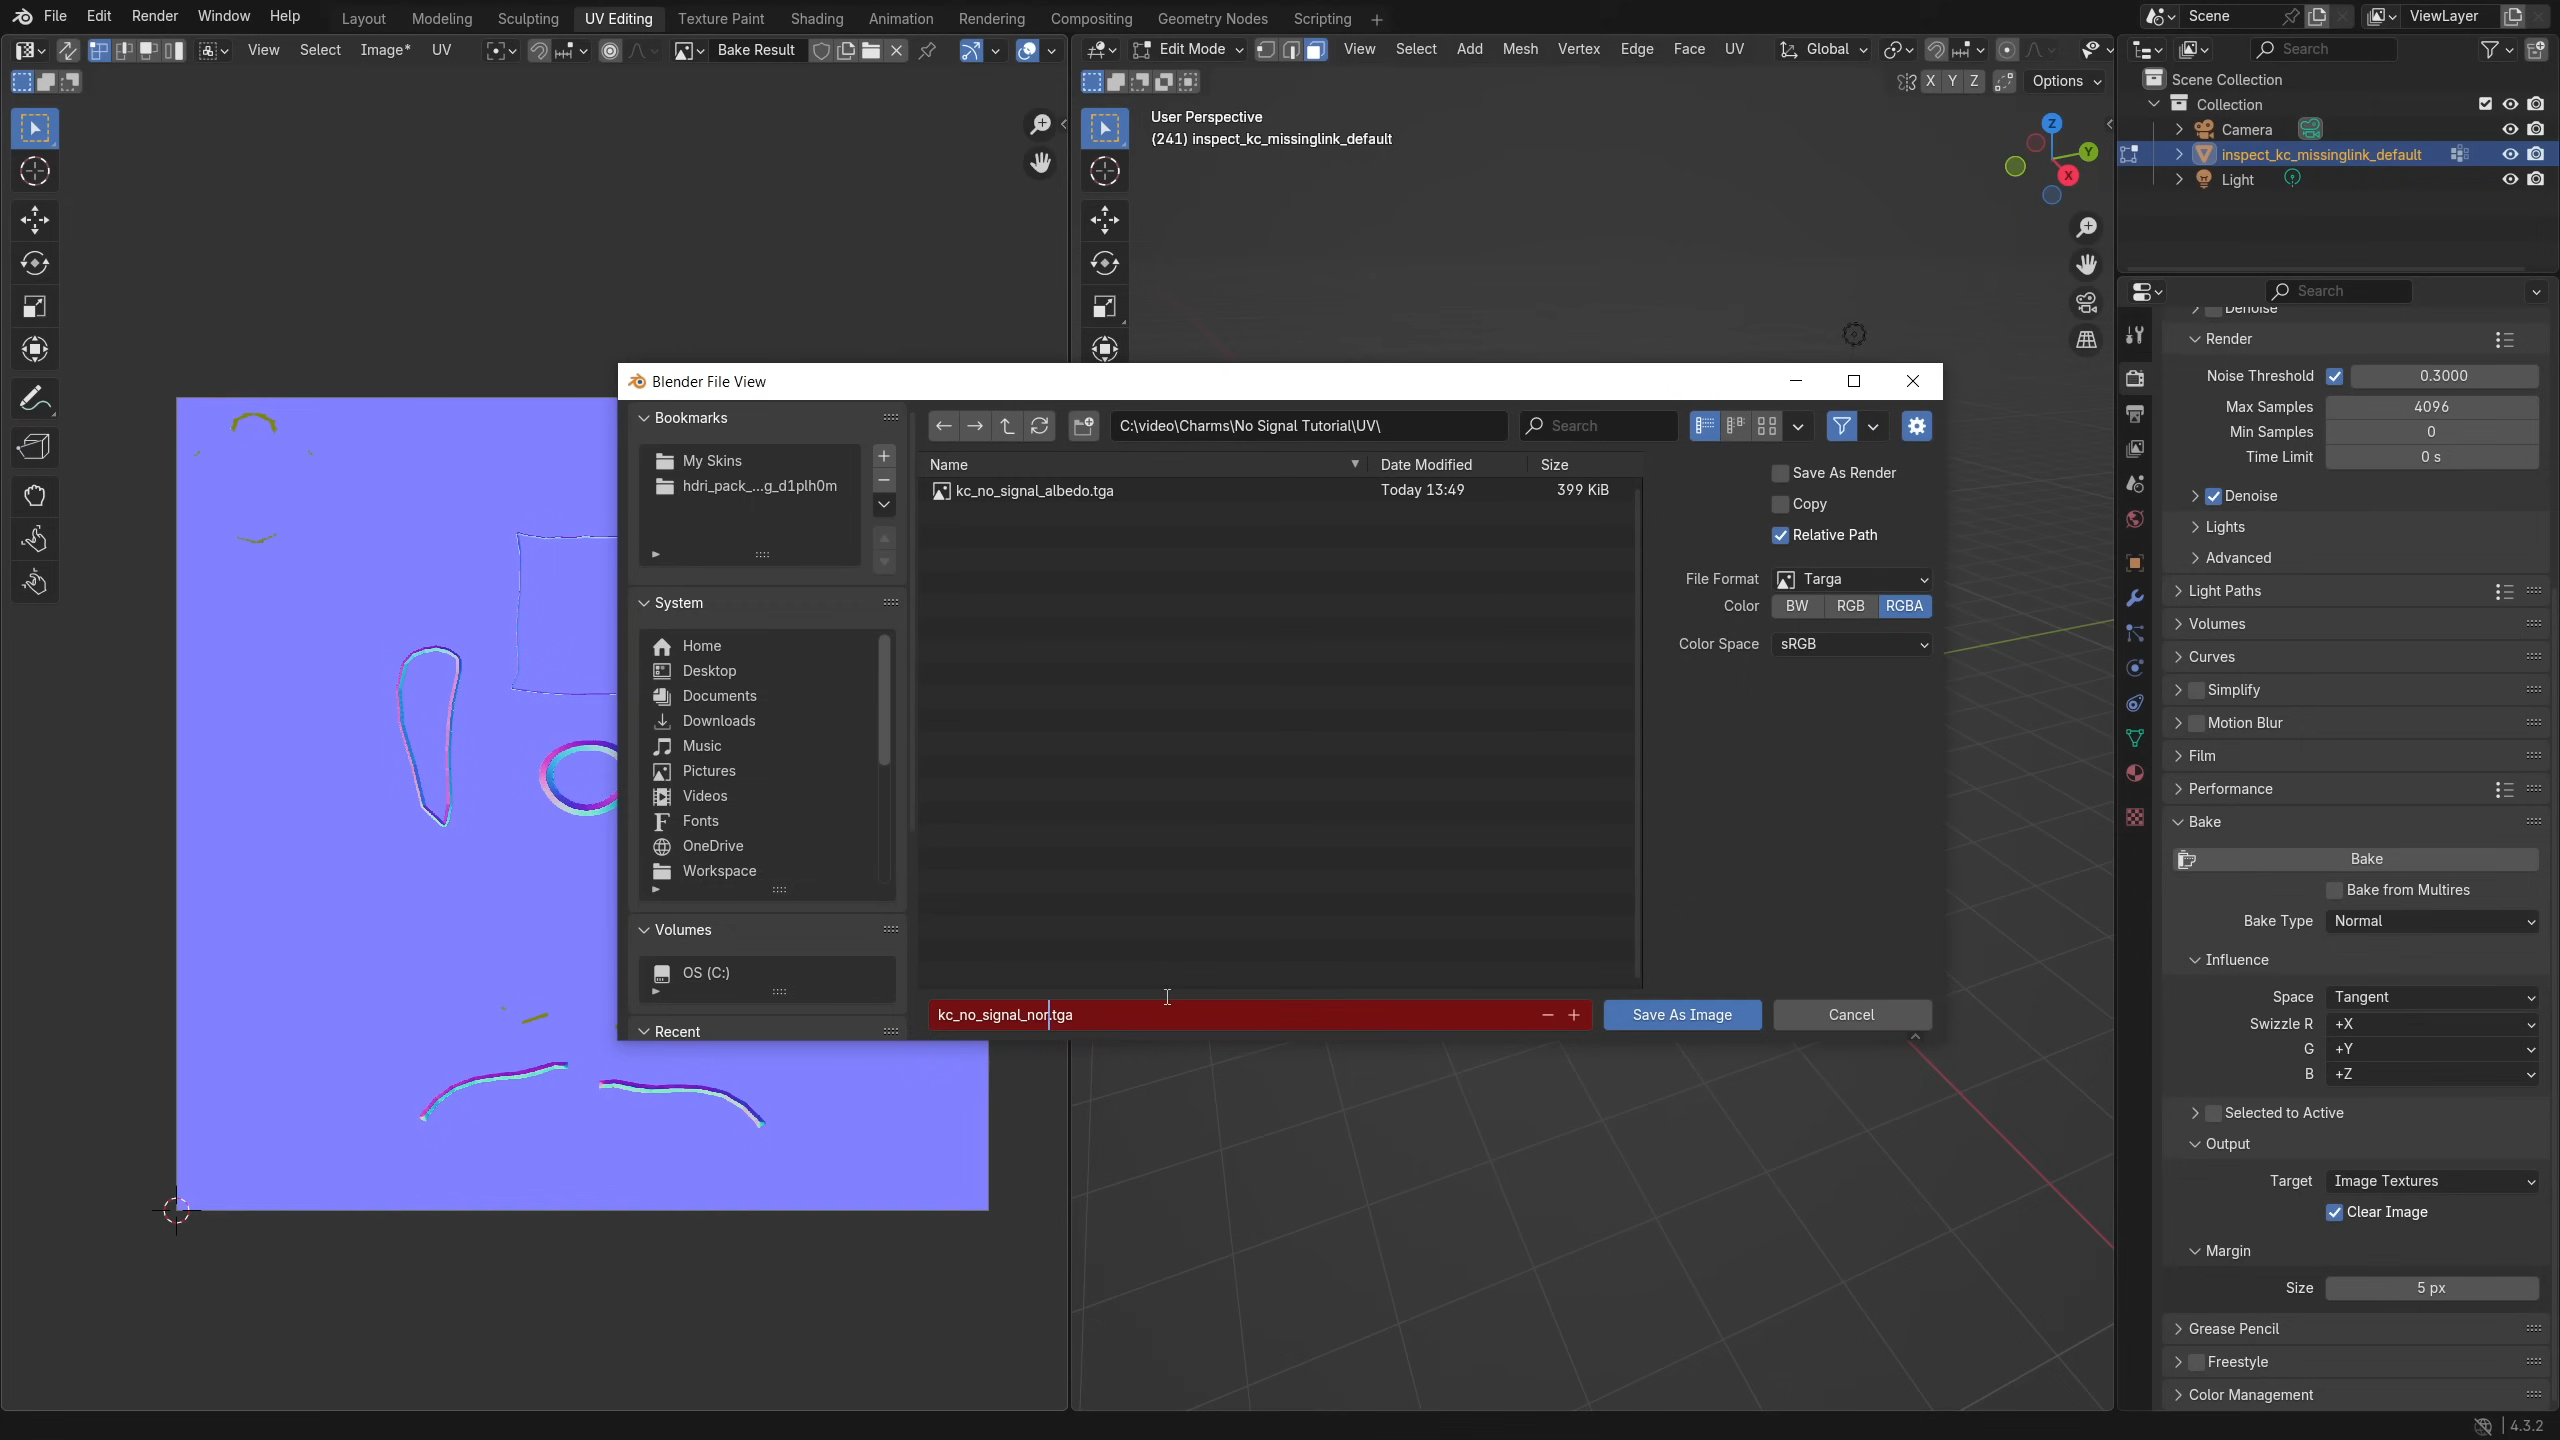 File Edit Render Window Help
Layout Modeling Sculpting UV Editing Texture Paint Shading Animation Rendering Compositing Geometry Nodes Scripting +
Scene
ViewLayer
View Select Image* UV
Bake Result
Edit Mode
View Select Add Mesh Vertex Edge Face UV
Global
Search
X Y Z
Options
User Perspective
(241) inspect_kc_missinglink_default
Z
Y
X
Scene Collection
Collection
Camera
inspect_kc_missinglink_default
Light
Search
Denoise
Render
Noise Threshold 0.3000
Max Samples 4096
Min Samples 0
Time Limit 0 s
Denoise
Lights
Advanced
Light Paths
Volumes
Curves
Simplify
Motion Blur
Film
Performance
Bake
Bake
Bake from Multires
Bake Type Normal
Influence
Space Tangent
Swizzle R +X
G +Y
B +Z
Selected to Active
Output
Target Image Textures
Clear Image
Margin
Size 5 px
Grease Pencil
Freestyle
Color Management
4.3.2
Blender File View
Bookmarks
My Skins
hdri_pack_...g_d1plh0m
System
Home
Desktop
Documents
Downloads
Music
Pictures
Videos
Fonts
OneDrive
Workspace
Volumes
OS (C:)
Recent
C:\video\Charms\No Signal Tutorial\UV\
Search
Name Date Modified Size
kc_no_signal_albedo.tga Today 13:49 399 KiB
Save As Render
Copy
Relative Path
File Format Targa
Color BW RGB RGBA
Color Space sRGB
kc_no_signal_nor.tga
Save As Image
Cancel